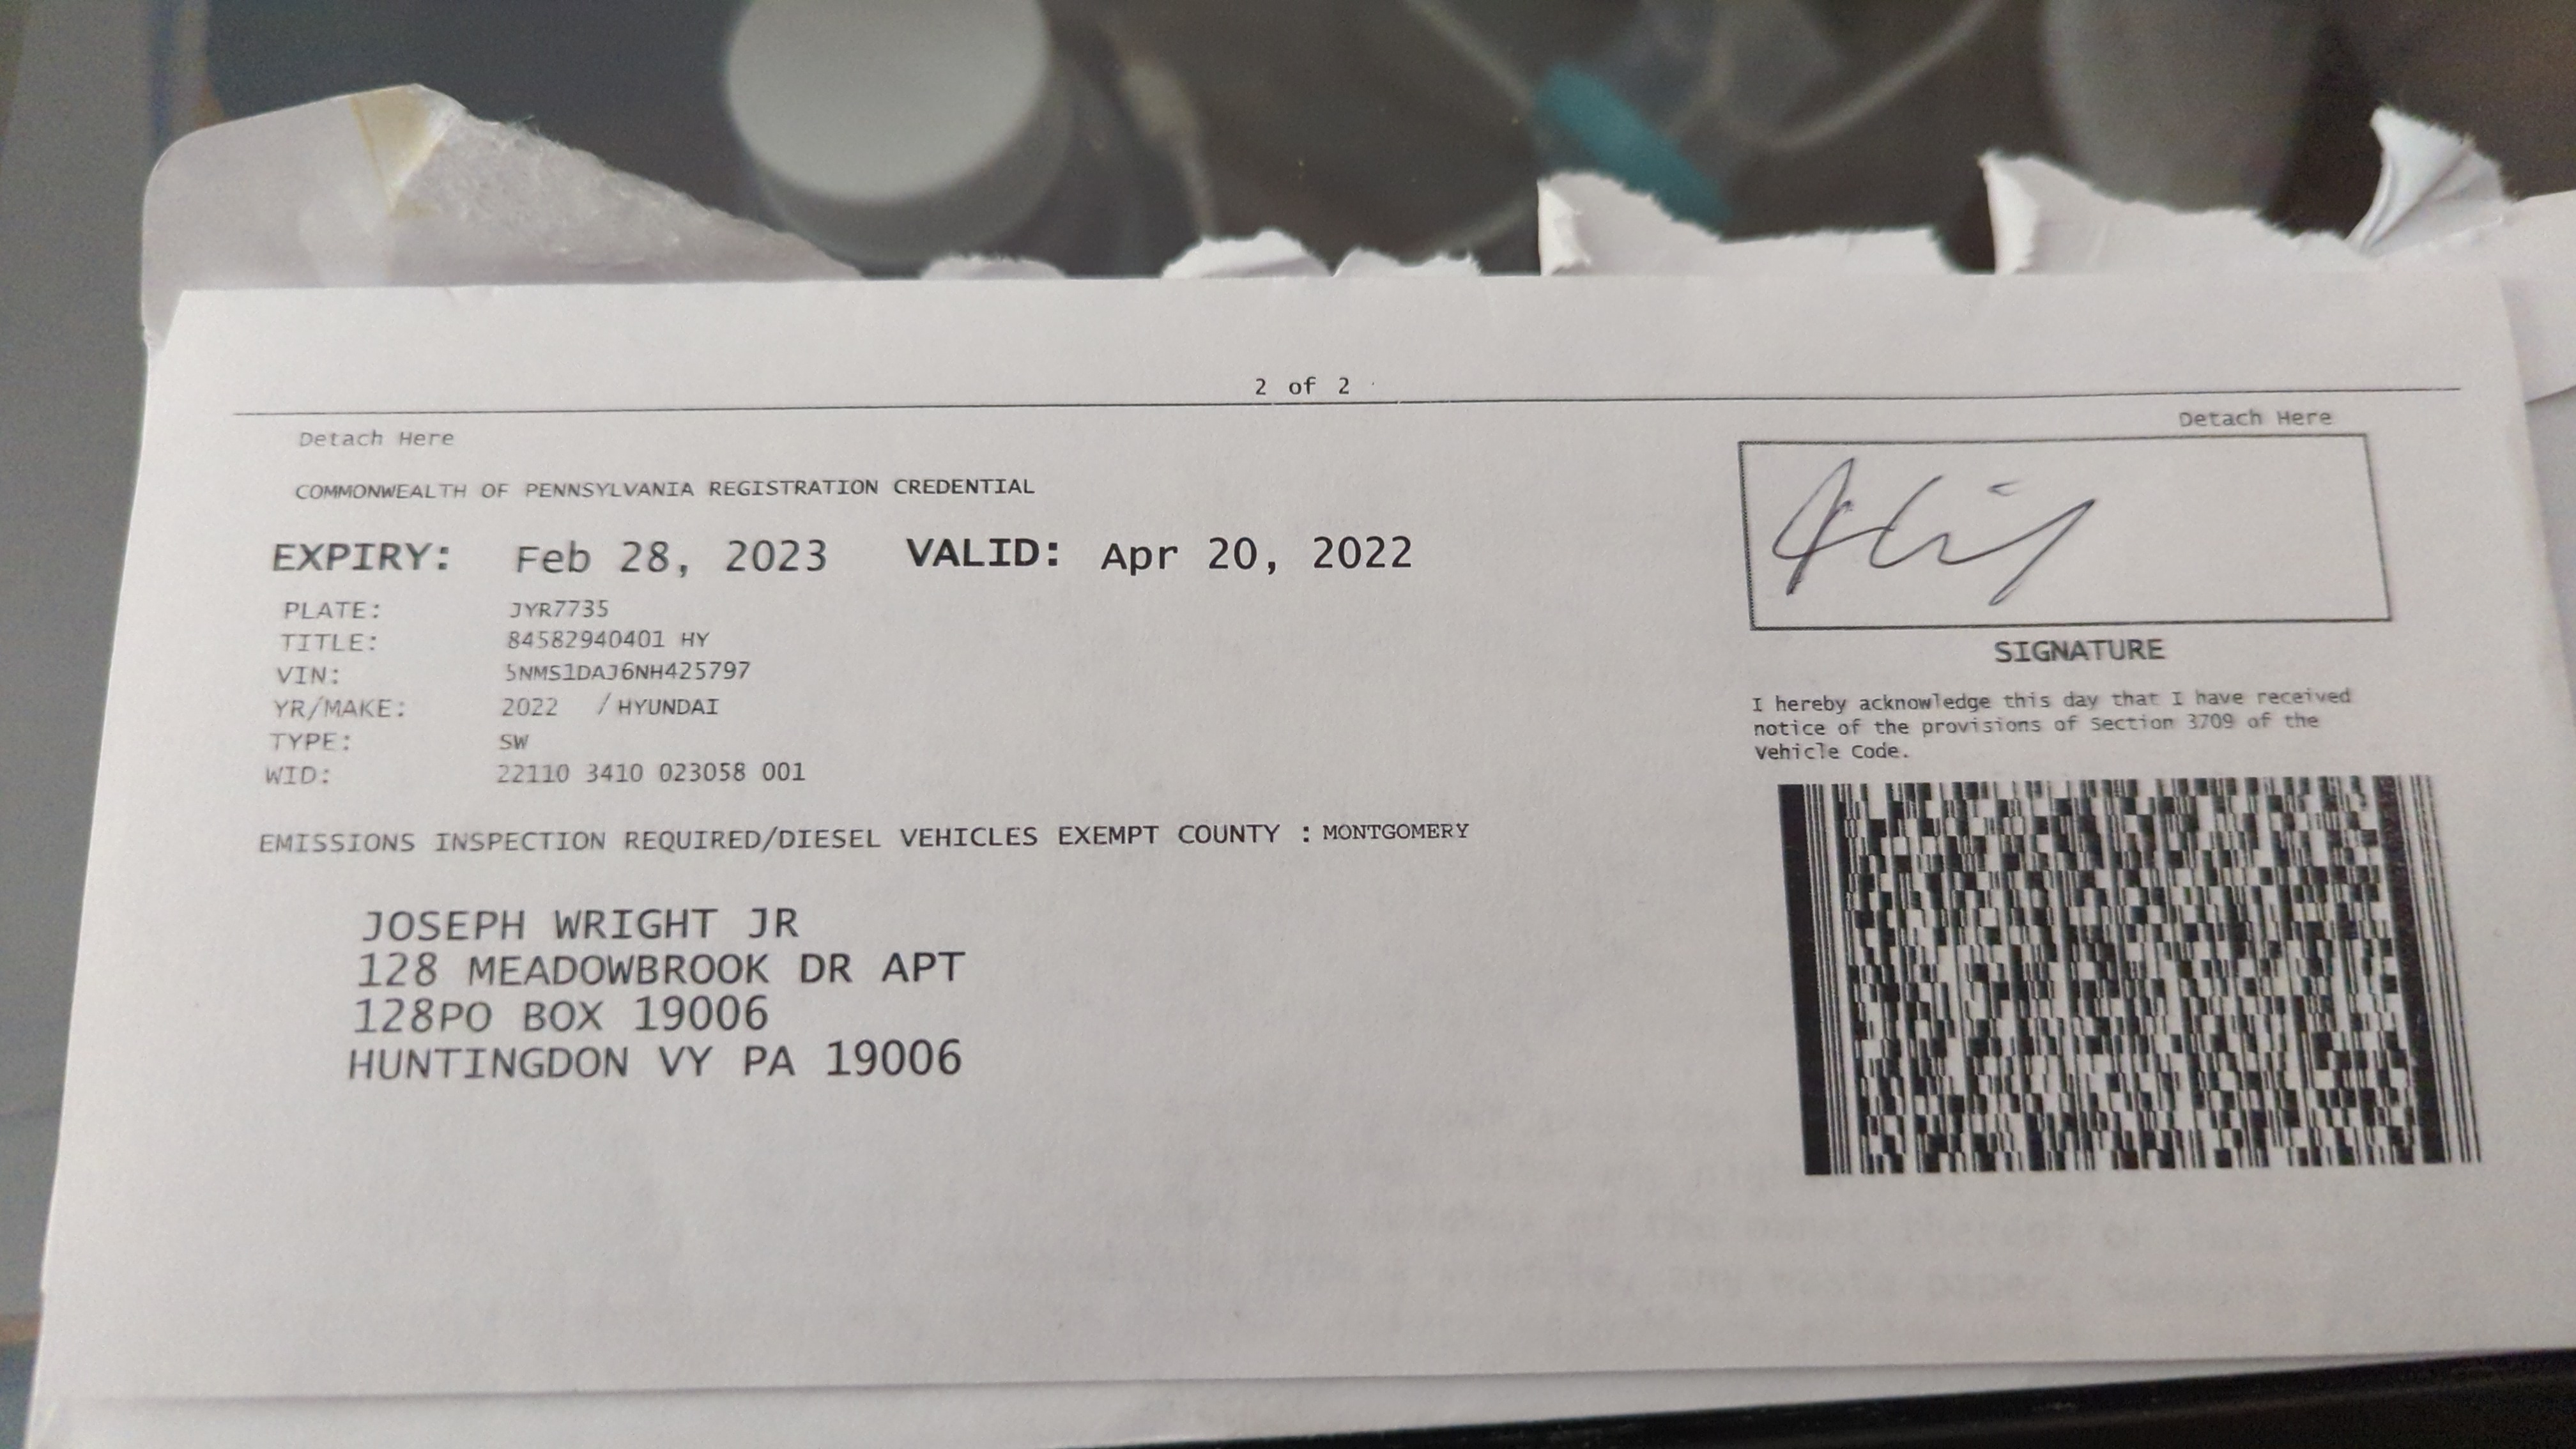 2 of 2
Detach Here
Detach Here
COMMONWEALTH OF PENNSYLVANIA REGISTRATION CREDENTIAL
EXPIRY: Feb 28, 2023 VALID: Apr 20, 2022
PLATE: JYR7735
TITLE: 84582940401 HY
VIN: 5NMS1DAJ6NH425797
YR/MAKE: 2022 / HYUNDAI
TYPE: SW
WID: 22110 3410 023058 001
EMISSIONS INSPECTION REQUIRED/DIESEL VEHICLES EXEMPT COUNTY : MONTGOMERY
JOSEPH WRIGHT JR
128 MEADOWBROOK DR APT
128PO BOX 19006
HUNTINGDON VY PA 19006
SIGNATURE
I hereby acknowledge this day that I have received
notice of the provisions of Section 3709 of the
Vehicle Code.